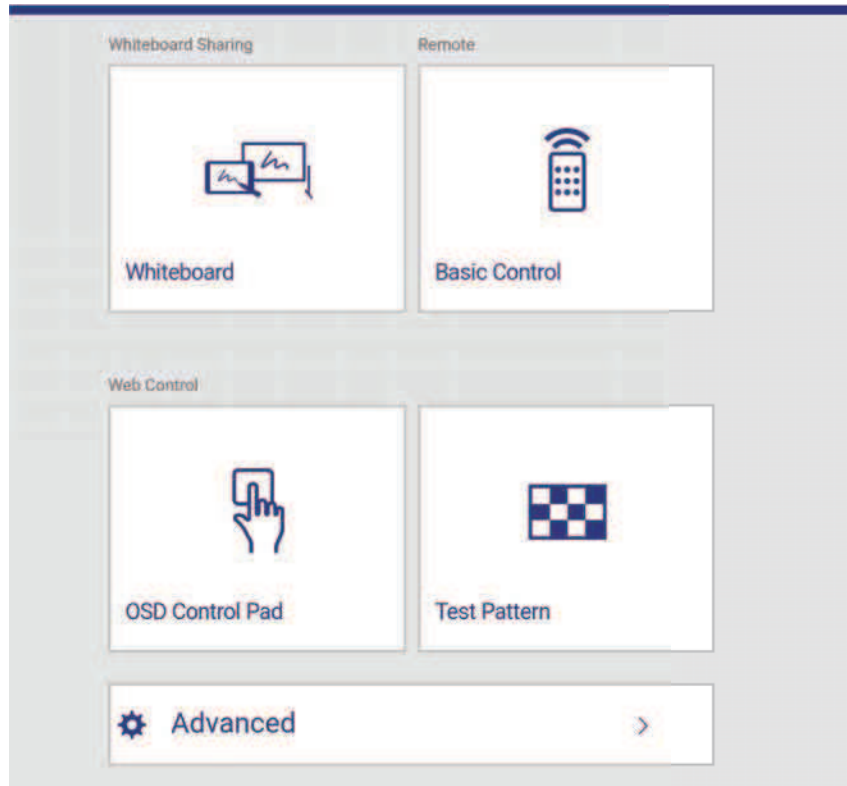 Whiteboard Sharing
Remote
Whiteboard
Basic Control
Web Control
OSD Control Pad
Test Pattern
Advanced